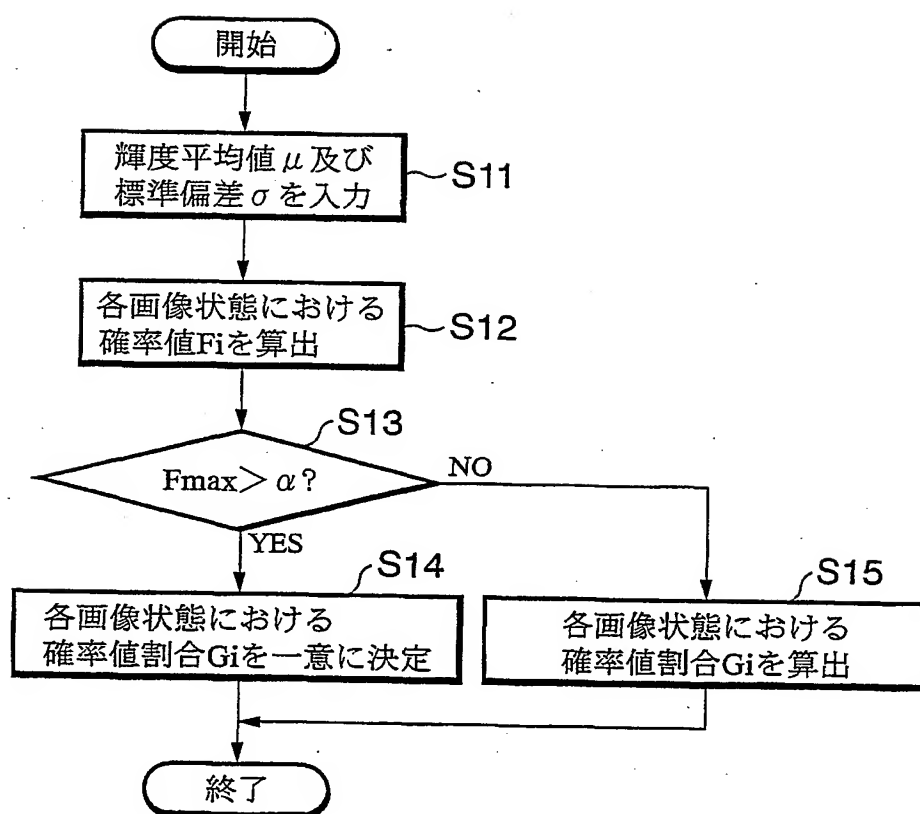 開始
輝度平均値μ及び
標準偏差σを入力
S11
各画像状態における
確率値Fiを算出
S12
S13
Fmax＞α？
NO
YES
S14
各画像状態における
確率値割合Giを一意に決定
S15
各画像状態における
確率値割合Giを算出
終了